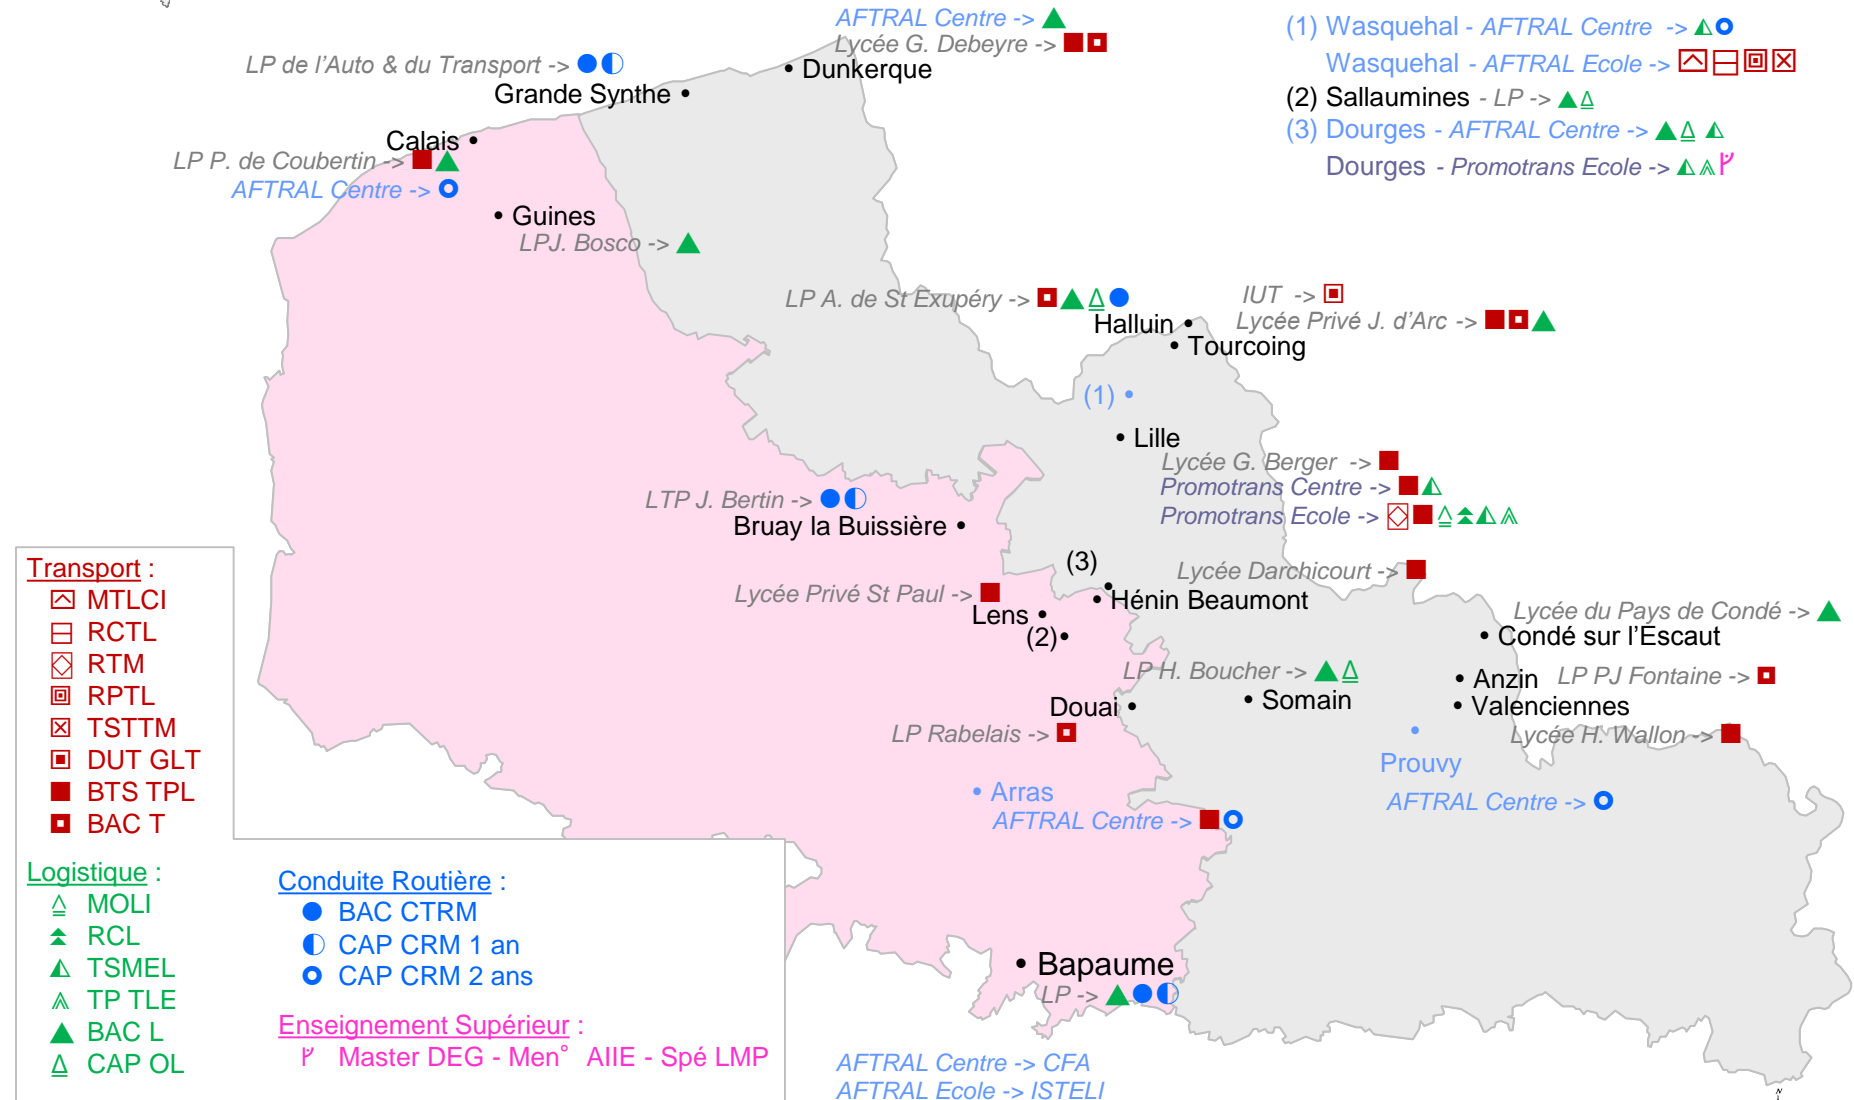 AFTRAL Centre ->
Lycée G. Debeyre ->
Dunkerque
LP de l'Auto & du Transport ->
Grande Synthe
Calais
LP P. de Coubertin ->
AFTRAL Centre ->
Guines
LPJ. Bosco ->
(1) Wasquehal - AFTRAL Centre ->
Wasquehal - AFTRAL Ecole ->
(2) Sallaumines - LP ->
(3) Dourges - AFTRAL Centre ->
Dourges - Promotrans Ecole ->
LP A. de St Exupéry ->
Halluin
IUT ->
Lycée Privé J. d'Arc ->
Tourcoing
(1)
Lille
Lycée G. Berger ->
Promotrans Centre ->
Promotrans Ecole ->
LTP J. Bertin ->
Bruay la Buissière
(3)
Lycée Darchicourt ->
Hénin Beaumont
Lycée Privé St Paul ->
Lens
(2)
Lycée du Pays de Condé ->
Condé sur l'Escaut
LP H. Boucher ->
Somain
Anzin
LP PJ Fontaine ->
Valenciennes
Lycée H. Wallon ->
Douai
LP Rabelais ->
Prouvy
AFTRAL Centre ->
Arras
AFTRAL Centre ->
Bapaume
LP ->
Transport :
MTLCI
RCTL
RTM
RPTL
TSTTM
DUT GLT
BTS TPL
BAC T
Logistique :
MOLI
RCL
TSMEL
TP TLE
BAC L
CAP OL
Conduite Routière :
BAC CTRM
CAP CRM 1 an
CAP CRM 2 ans
Enseignement Supérieur :
Master DEG - Men° AIIE - Spé LMP
AFTRAL Centre -> CFA
AFTRAL Ecole -> ISTELI